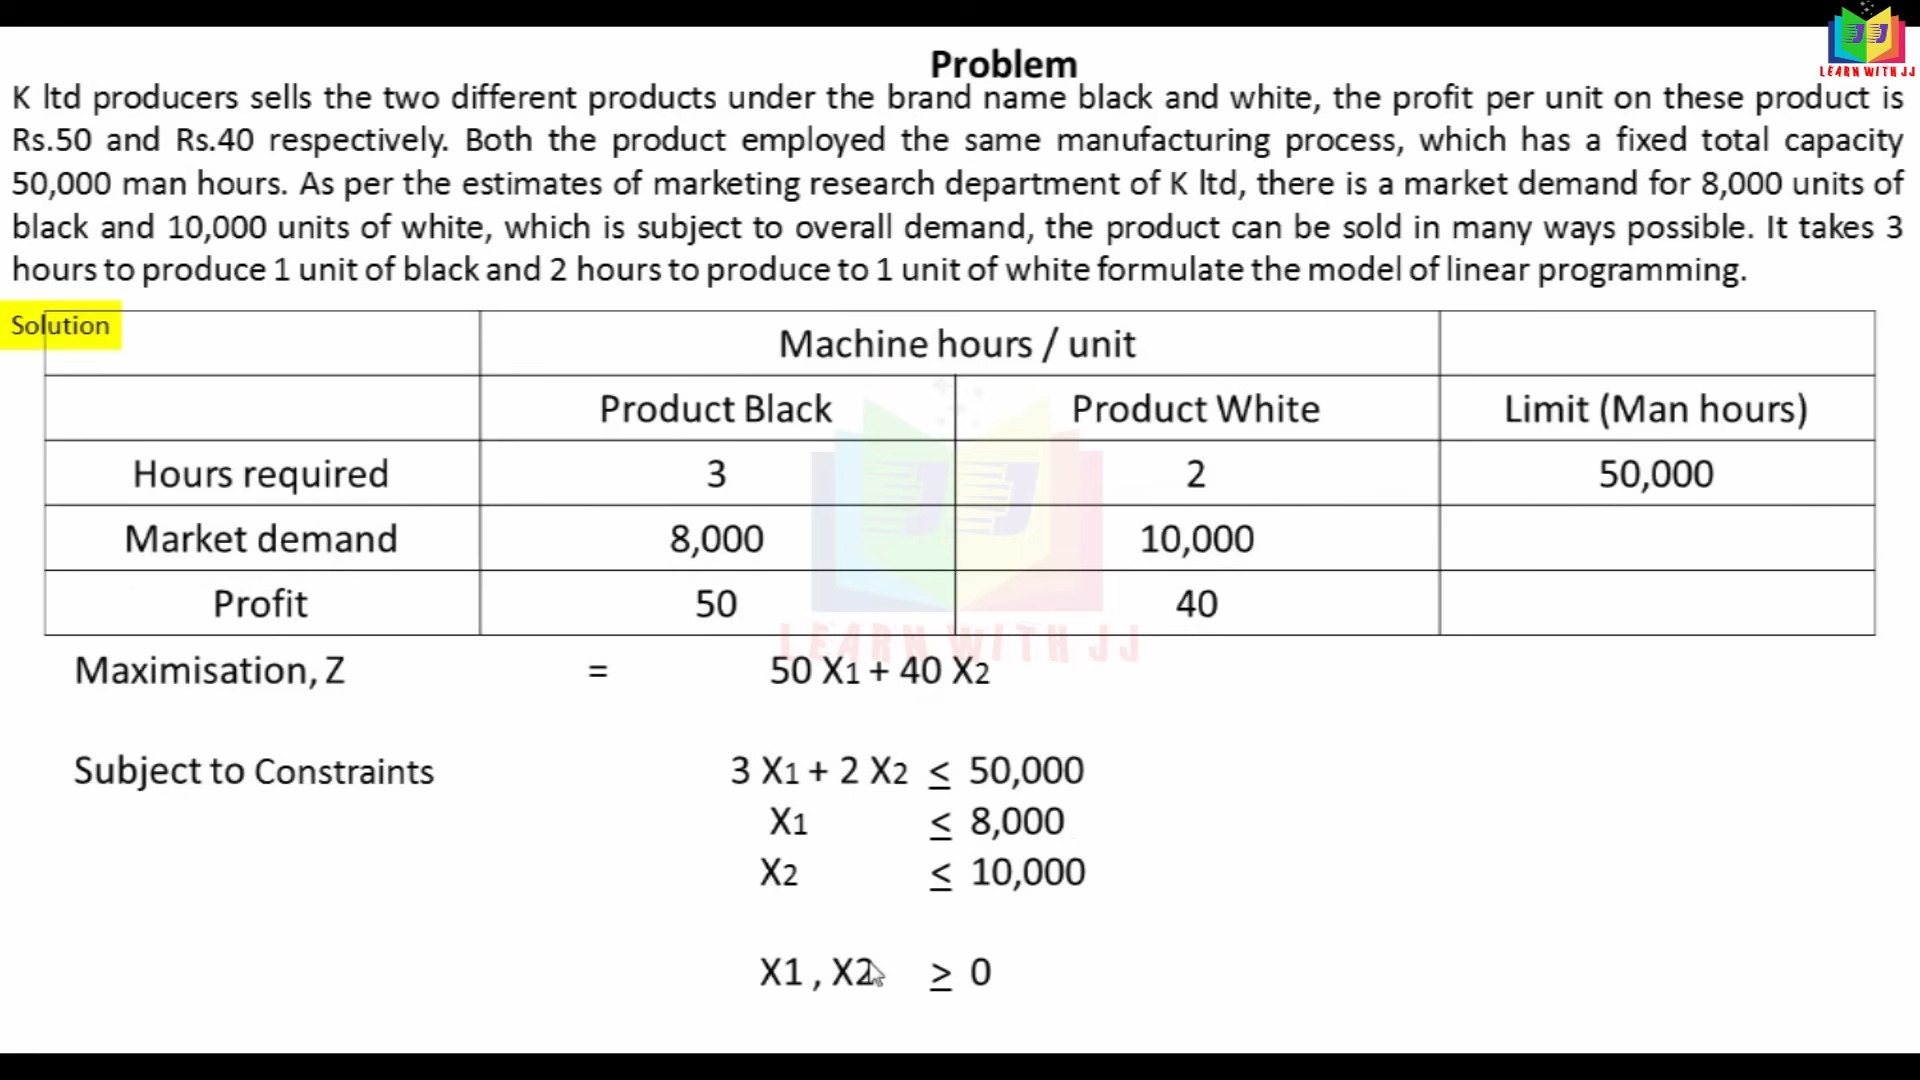 Problem
LEARN WITH JJ
K ltd producers sells the two different products under the brand name black and white, the profit per unit on these product is
Rs.50 and Rs.40 respectively. Both the product employed the same manufacturing process, which has a fixed total capacity
50,000 man hours. As per the estimates of marketing research department of K ltd, there is a market demand for 8,000 units of
black and 10,000 units of white, which is subject to overall demand, the product can be sold in many ways possible. It takes 3
hours to produce 1 unit of black and 2 hours to produce to 1 unit of white formulate the model of linear programming.
Solution
Machine hours / unit
Product Black Product White Limit (Man hours)
Hours required 3 2 50,000
Market demand 8,000 10,000
Profit 50 40
LEARN WITH JJ
Maximisation, Z = 50 X1 + 40 X2
Subject to Constraints 3 X1 + 2 X2 ≤ 50,000
X1 ≤ 8,000
X2 ≤ 10,000
X1 , X2 ≥ 0